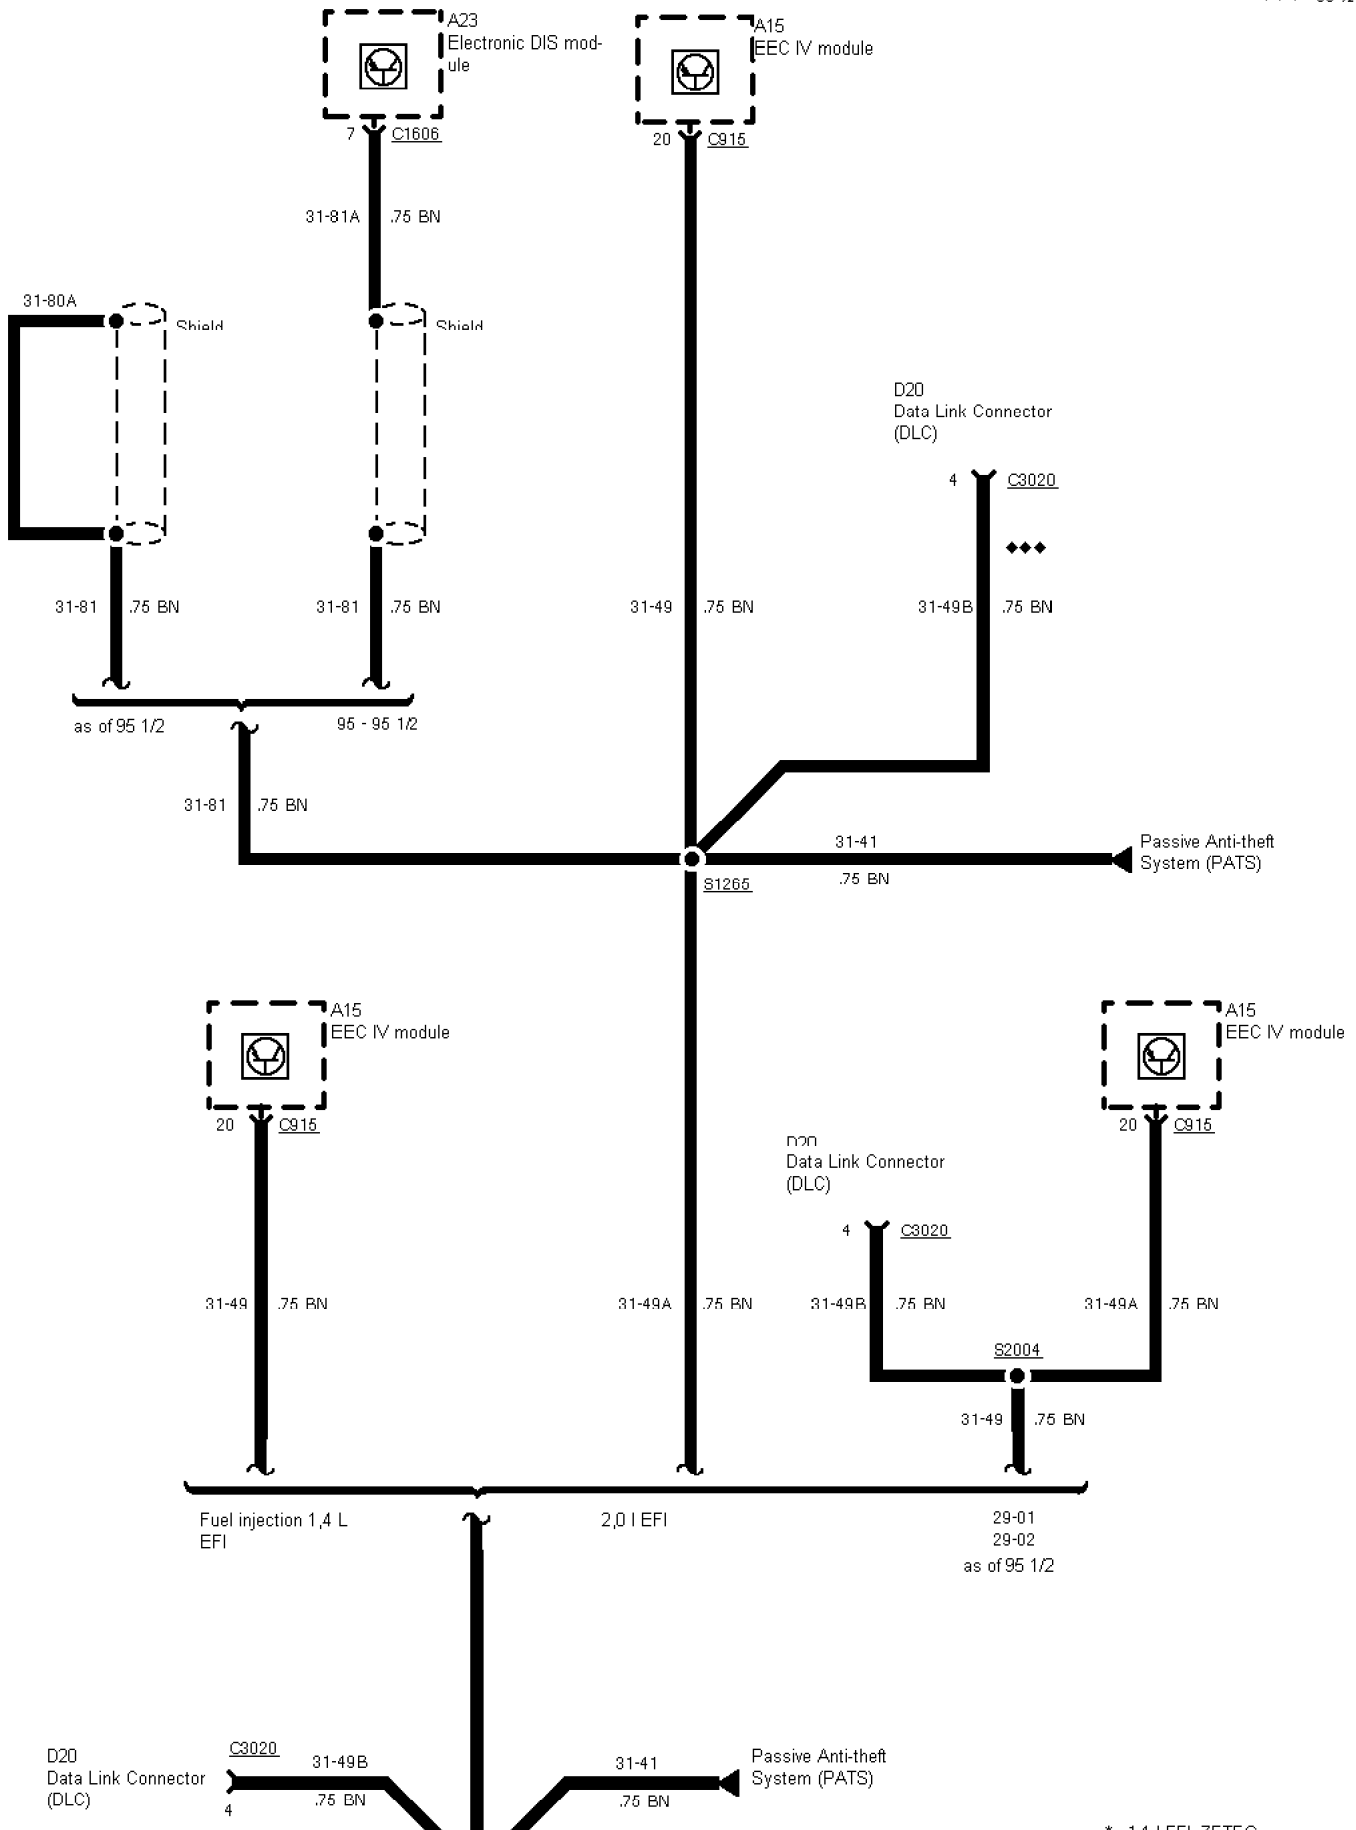 A23
Electronic DIS mod-
ule
A15
EEC IV module
7 C1606
20 C915
31-81A .75 BN
31-80A
Shield
Shield
D20
Data Link Connector
(DLC)
4 C3020
31-81 .75 BN
31-81 .75 BN
31-49 .75 BN
31-49B .75 BN
as of 95 1/2
95 - 95 1/2
31-81 .75 BN
31-41
.75 BN
Passive Anti-theft
System (PATS)
S1265
A15
EEC IV module
A15
EEC IV module
20 C915
20 C915
D20
Data Link Connector
(DLC)
4 C3020
31-49 .75 BN
31-49A .75 BN
31-49B .75 BN
31-49A .75 BN
S2004
31-49 .75 BN
Fuel injection 1,4 L
EFI
2,0 l EFI
29-01
29-02
as of 95 1/2
D20
Data Link Connector
(DLC)
C3020
4
31-49B
.75 BN
31-41
.75 BN
Passive Anti-theft
System (PATS)